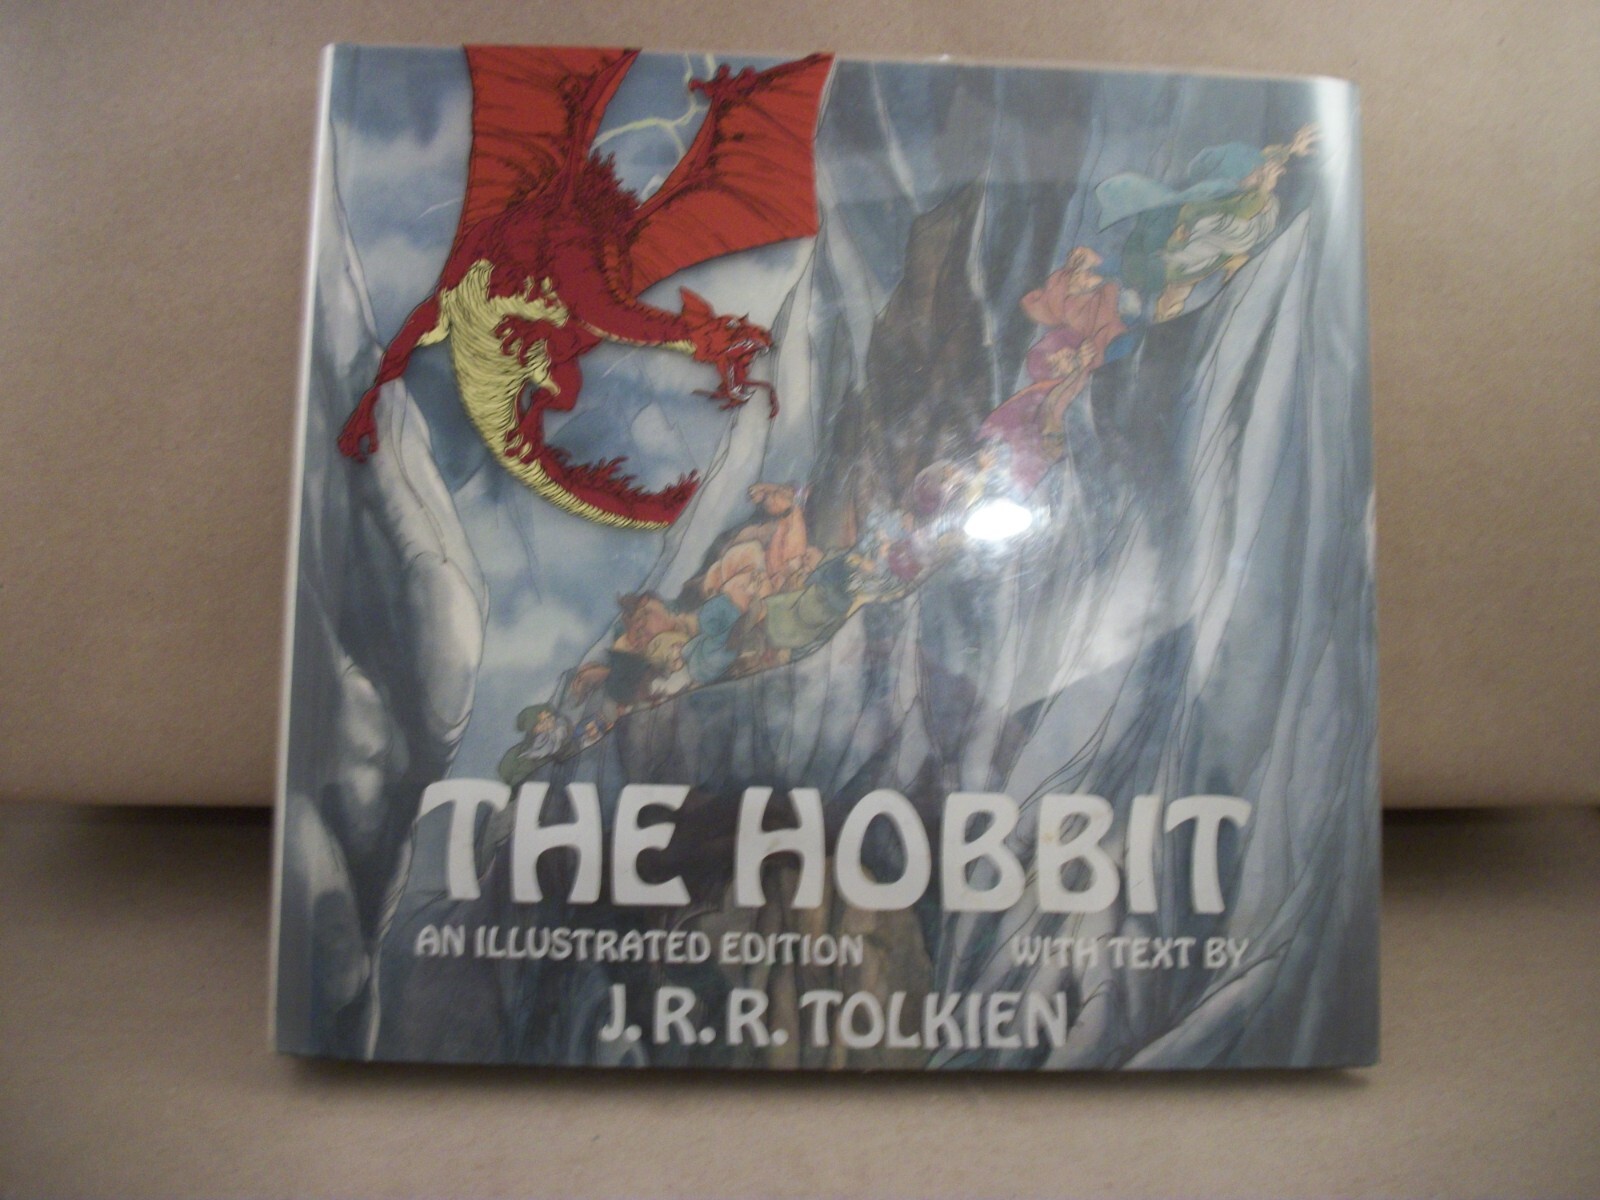 THE HOBBIT
AN ILLUSTRATED EDITION WITH TEXT BY
J. R. R. TOLKIEN